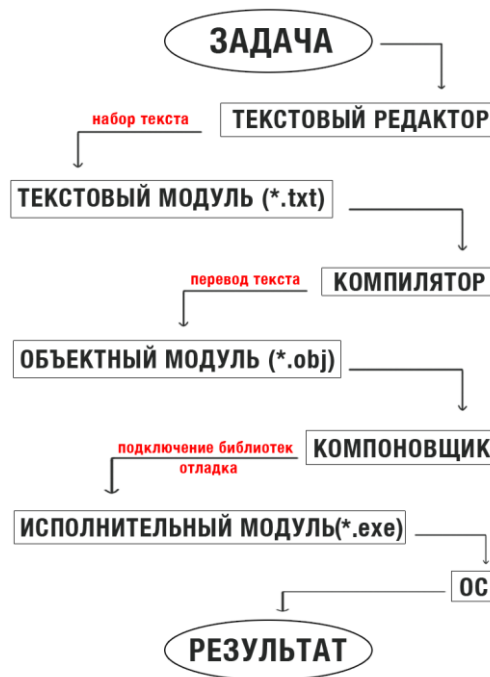 ЗАДАЧА
ТЕКСТОВЫЙ РЕДАКТОР
набор текста
ТЕКСТОВЫЙ МОДУЛЬ (*.txt)
КОМПИЛЯТОР
перевод текста
ОБЪЕКТНЫЙ МОДУЛЬ (*.obj)
КОМПОНОВЩИК
подключение библиотек
отладка
ИСПОЛНИТЕЛЬНЫЙ МОДУЛЬ(*.exe)
ОС
РЕЗУЛЬТАТ